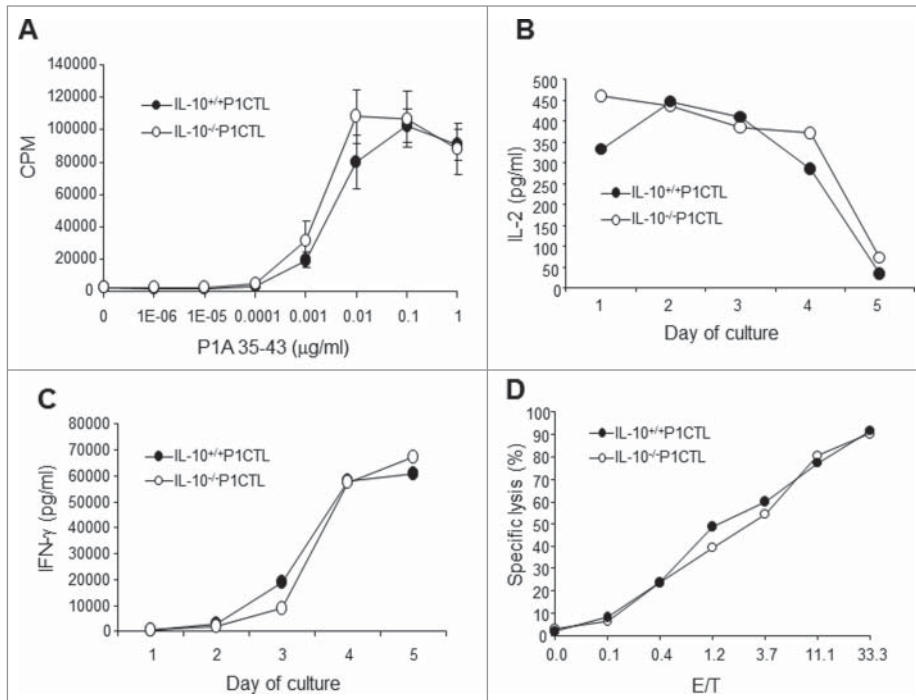 A
CPM
140000
120000
100000
80000
60000
40000
20000
0
IL-10+/+P1CTL
IL-10-/-P1CTL
0 1E-06 1E-05 0.0001 0.001 0.01 0.1 1
P1A 35-43 (μg/ml)
B
IL-2 (pg/ml)
500
450
400
350
300
250
200
150
100
50
0
IL-10+/+P1CTL
IL-10-/-P1CTL
1 2 3 4 5
Day of culture
C
IFN-γ (pg/ml)
80000
70000
60000
50000
40000
30000
20000
10000
0
IL-10+/+P1CTL
IL-10-/-P1CTL
1 2 3 4 5
Day of culture
D
Specific lysis (%)
100
90
80
70
60
50
40
30
20
10
0
IL-10+/+P1CTL
IL-10-/-P1CTL
0.0 0.1 0.4 1.2 3.7 11.1 33.3
E/T